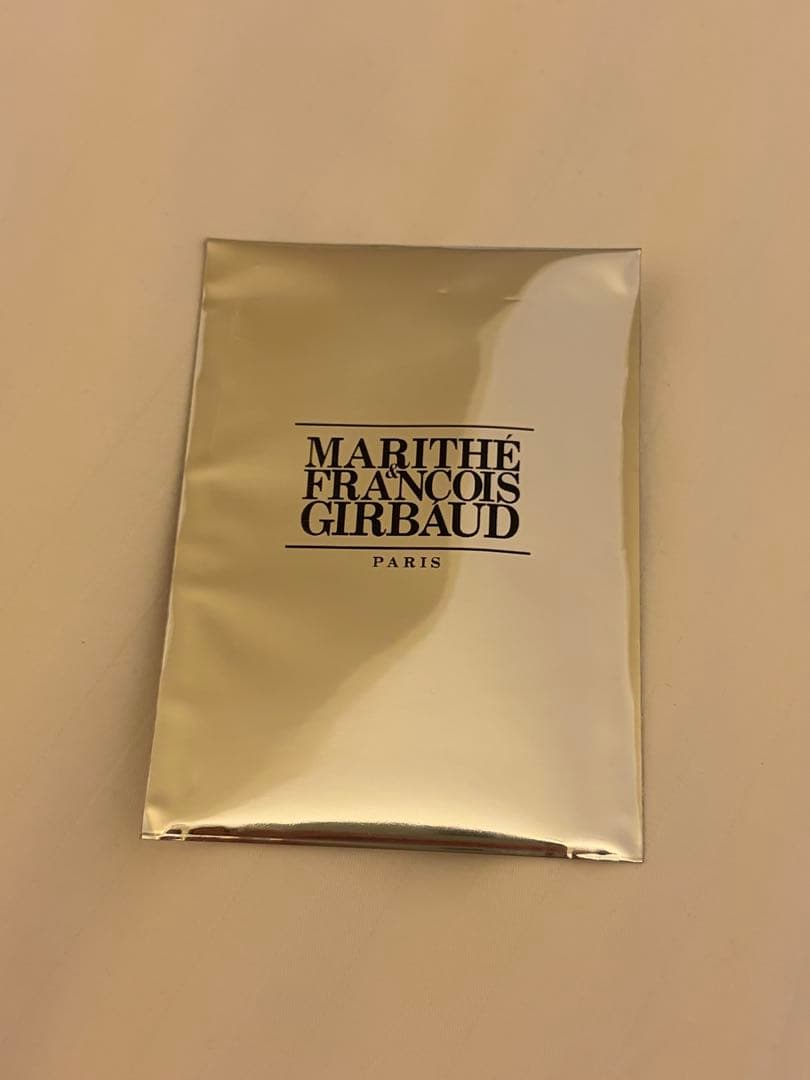 MARITHÉ
&
FRANÇOIS
GIRBAUD
PARIS